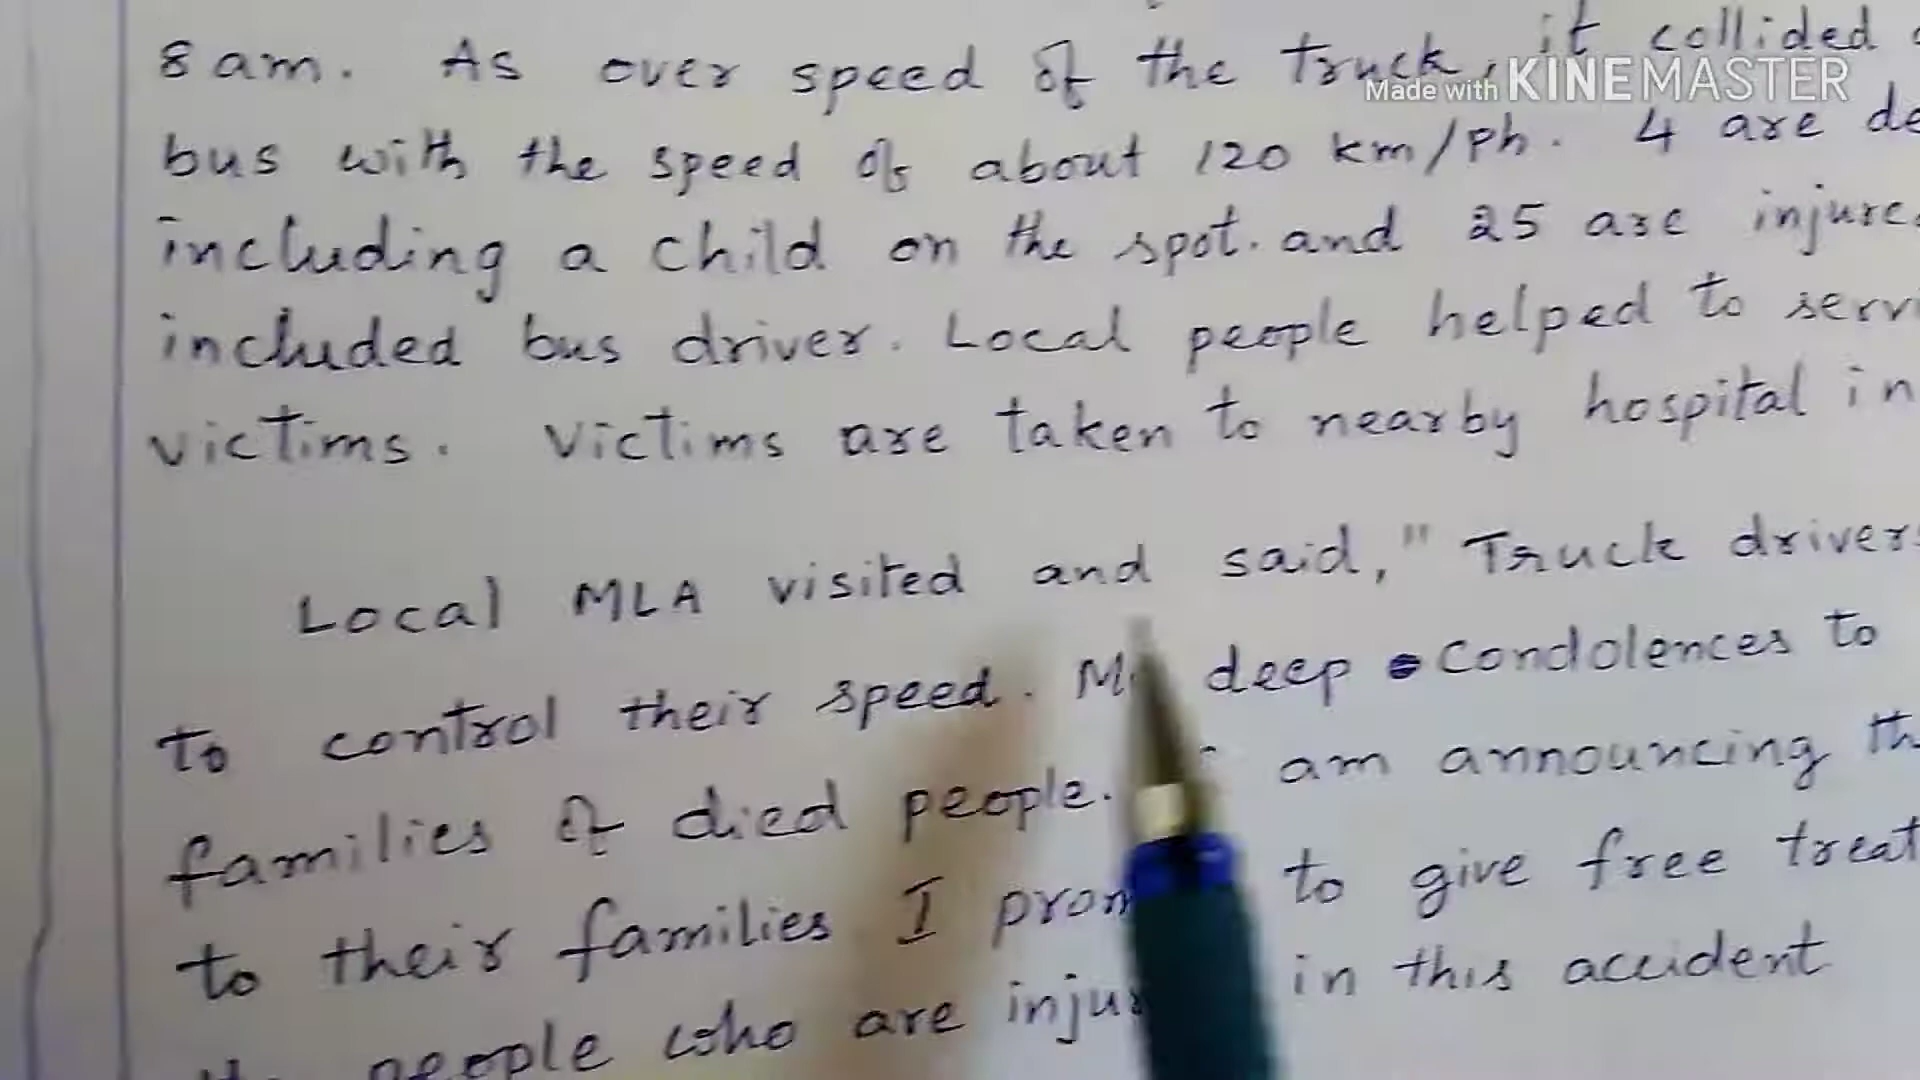 8 am. As over speed of the truck, it collided
Made with KINEMASTER
bus with the speed of about 120 km/ph. 4 are
including a child on the spot. and 25 are
included bus driver. Local people helped to
victims. Victims are taken to nearby hospital in
Local MLA visited and said, "Truck drivers
to control their speed. deep condolences to
families of died people. am announcing
to their families I to give free
people who are in this accident